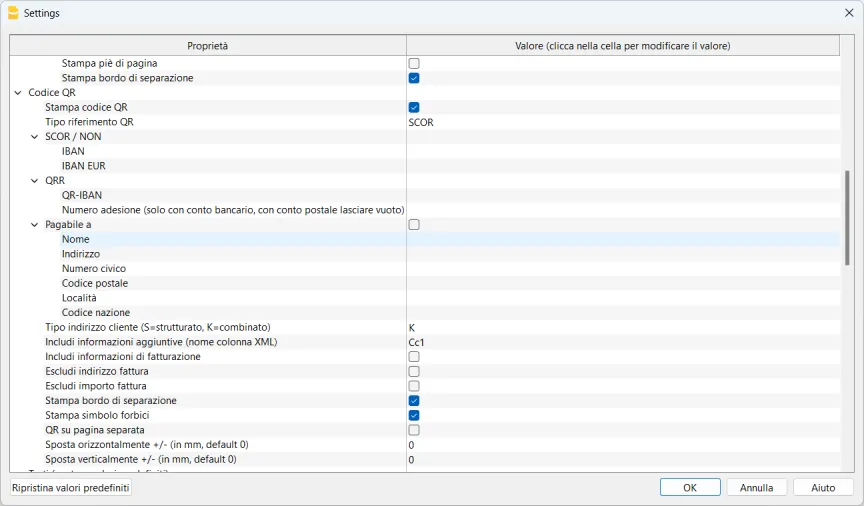 Settings
Proprietà Valore (clicca nella cella per modificare il valore)
Stampa piè di pagina
Stampa bordo di separazione
Codice QR
Stampa codice QR
Tipo riferimento QR SCOR
SCOR / NON
IBAN
IBAN EUR
QRR
QR-IBAN
Numero adesione (solo con conto bancario, con conto postale lasciare vuoto)
Pagabile a
Nome
Indirizzo
Numero civico
Codice postale
Località
Codice nazione
Tipo indirizzo cliente (S=strutturato, K=combinato) K
Includi informazioni aggiuntive (nome colonna XML) Cc1
Includi informazioni di fatturazione
Escludi indirizzo fattura
Escludi importo fattura
Stampa bordo di separazione
Stampa simbolo forbici
QR su pagina separata
Sposta orizzontalmente +/- (in mm, default 0) 0
Sposta verticalmente +/- (in mm, default 0) 0
Ripristina valori predefiniti OK Annulla Aiuto